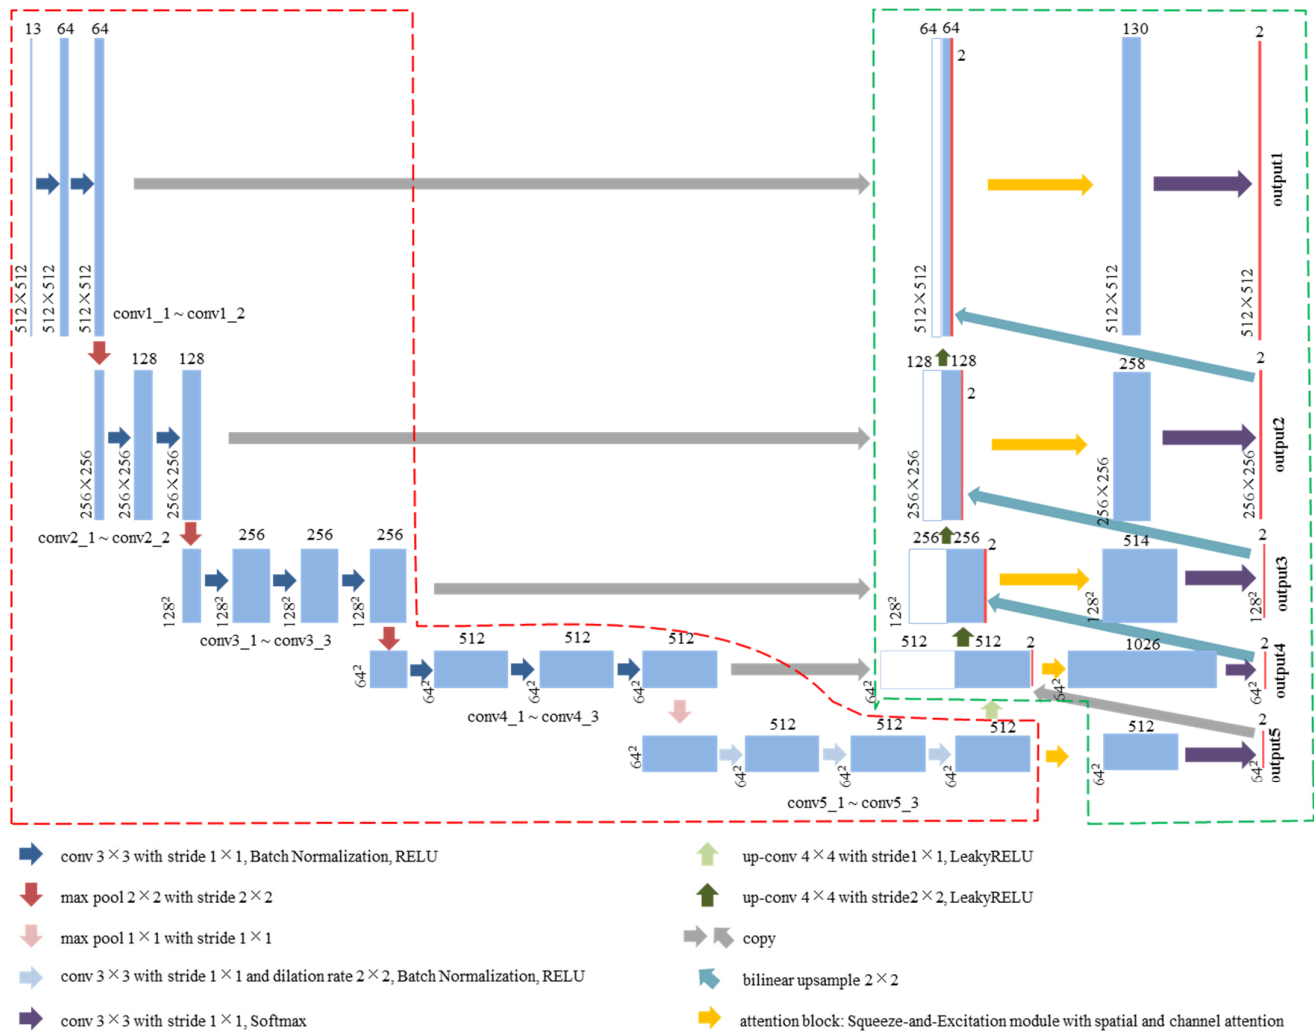 13 64 64
512×512 512×512 512×512
conv1_1 ~ conv1_2
64 64
2
512×512
130
512×512
2
512×512
output1
128 128
256×256 256×256 256×256
conv2_1 ~ conv2_2
128 128
2
256×256
258
256×256
2
256×256
output2
256 256 256
128² 128² 128² 128²
conv3_1 ~ conv3_3
256 256
2
128²
514
128²
2
128²
output3
512 512 512
64² 64² 64² 64²
conv4_1 ~ conv4_3
512 512 2
64²
1026
64²
2
64²
output4
512 512 512
64² 64² 64² 64²
conv5_1 ~ conv5_3
512
64²
2
64²
output5
conv 3×3 with stride 1×1, Batch Normalization, RELU
max pool 2×2 with stride 2×2
max pool 1×1 with stride 1×1
conv 3×3 with stride 1×1 and dilation rate 2×2, Batch Normalization, RELU
conv 3×3 with stride 1×1, Softmax
up-conv 4×4 with stride1×1, LeakyRELU
up-conv 4×4 with stride2×2, LeakyRELU
copy
bilinear upsample 2×2
attention block: Squeeze-and-Excitation module with spatial and channel attention